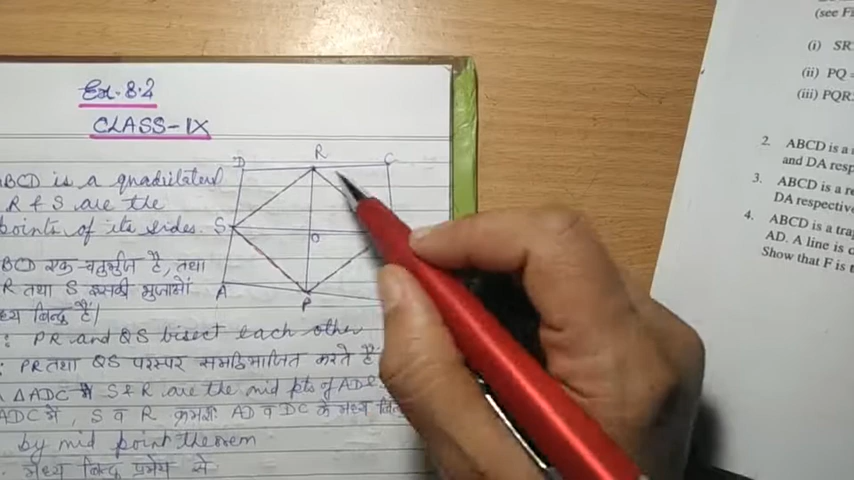 Ex. 8.2
CLASS-IX
ABCD is a quadrilateral
R & S are the
points of its sides.
BCD एक चतुर्भुज है, तथा
R तथा S इसकी भुजाओं
बिन्दु हैं।
: PR and QS bisect each other
: PR तथा QS परस्पर समद्विभाजित करते हैं
△ADC में S & R are the mid pts of AD &
ADC में, S व R क्रमशः AD व DC के मध्य
by mid point theorem
मध्य बिन्दु प्रमेय से
D R C
S O
A P
(see Fi
(i) SR
(ii) PQ =
(iii) PQR
2. ABCD is a r
and DA resp
3. ABCD is a re
DA respective
4. ABCD is a tra
AD. A line is d
Show that F is t